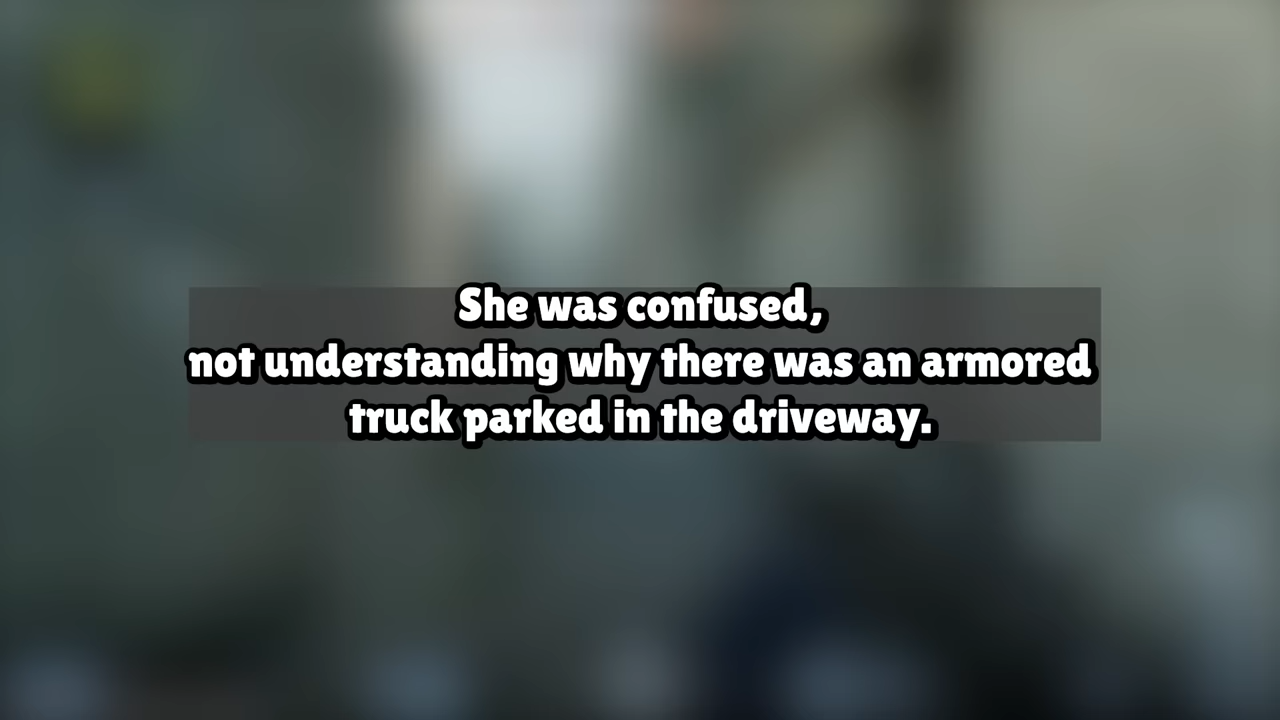 She was confused,
not understanding why there was an armored
truck parked in the driveway.